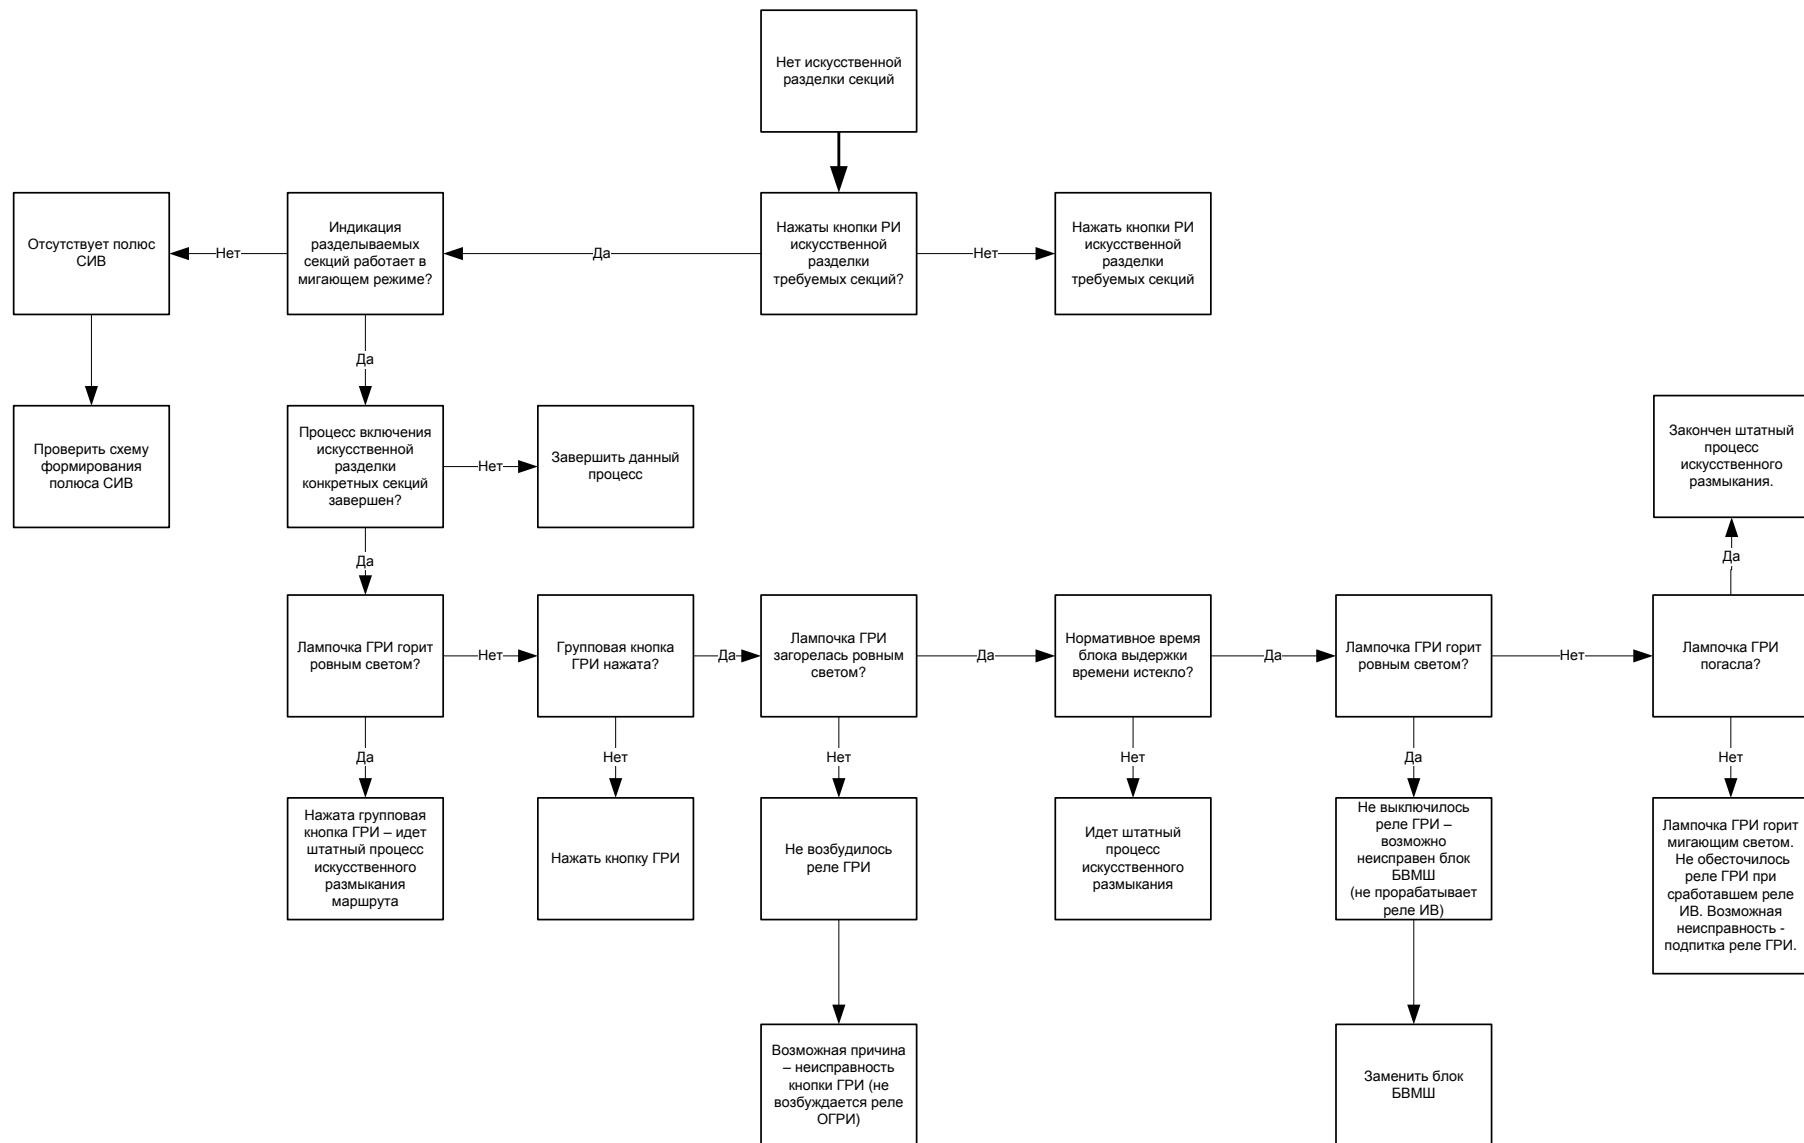 Нет искусственной
разделки секций
Отсутствует полюс
СИВ
Нет
Индикация
разделываемых
секций работает в
мигающем режиме?
Да
Нажаты кнопки РИ
искусственной
разделки
требуемых секций?
Нет
Нажать кнопки РИ
искусственной
разделки
требуемых секций
Да
Проверить схему
формирования
полюса СИВ
Процесс включения
искусственной
разделки
конкретных секций
завершен?
Нет
Завершить данный
процесс
Закончен штатный
процесс
искусственного
размыкания.
Да
Да
Лампочка ГРИ горит
ровным светом?
Нет
Групповая кнопка
ГРИ нажата?
Да
Лампочка ГРИ
загорелась ровным
светом?
Да
Нормативное время
блока выдержки
времени истекло?
Да
Лампочка ГРИ горит
ровным светом?
Нет
Лампочка ГРИ
погасла?
Да
Нет
Нет
Нет
Да
Нет
Нажата групповая
кнопка ГРИ – идет
штатный процесс
искусственного
размыкания
маршрута
Нажать кнопку ГРИ
Не возбудилось
реле ГРИ
Идет штатный
процесс
искусственного
размыкания
Не выключилось
реле ГРИ –
возможно
неисправен блок
БВМШ
(не прорабатывает
реле ИВ)
Лампочка ГРИ горит
мигающим светом.
Не обесточилось
реле ГРИ при
сработавшем реле
ИВ. Возможная
неисправность -
подпитка реле ГРИ.
Возможная причина
– неисправность
кнопки ГРИ (не
возбуждается реле
ОГРИ)
Заменить блок
БВМШ